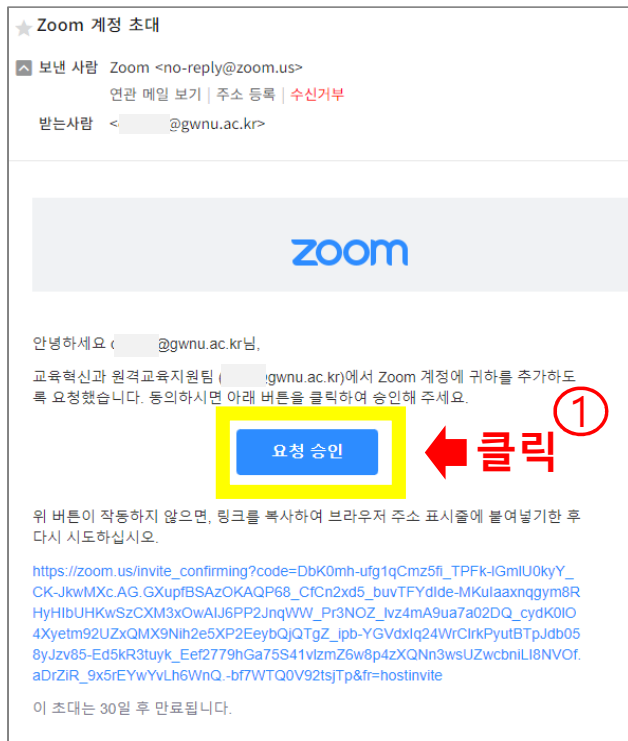 Zoom 계정 초대
보낸 사람 Zoom <no-reply@zoom.us>
연관 메일 보기 | 주소 등록 | 수신거부
받는사람 < @gwnu.ac.kr>
zoom
안녕하세요 @gwnu.ac.kr님,
교육혁신과 원격교육지원팀 ( gwnu.ac.kr)에서 Zoom 계정에 귀하를 추가하도
록 요청했습니다. 동의하시면 아래 버튼을 클릭하여 승인해 주세요.
①
요청 승인
클릭
위 버튼이 작동하지 않으면, 링크를 복사하여 브라우저 주소 표시줄에 붙여넣기한 후
다시 시도하십시오.
https://zoom.us/invite_confirming?code=DbK0mh-ufg1qCmz5fi_TPFk-IGmIU0kyY_
CK-JkwMXc.AG.GXupfBSAzOKAQP68_CfCn2xd5_buvTFYdIde-MKulaaxnqgym8R
HyHIbUHKwSzCXM3xOwAIJ6PP2JnqWW_Pr3NOZ_Ivz4mA9ua7a02DQ_cydK0IO
4Xyetm92UZxQMX9Nih2e5XP2EeybQjQTgZ_ipb-YGVdxIq24WrCIrkPyutBTpJdb05
8yJzv85-Ed5kR3tuyk_Eef2779hGa75S41vIzmZ6w8p4zXQNn3wsUZwcbniLI8NVOf.
aDrZiR_9x5rEYwYvLh6WnQ.-bf7WTQ0V92tsjTp&fr=hostinvite
이 초대는 30일 후 만료됩니다.